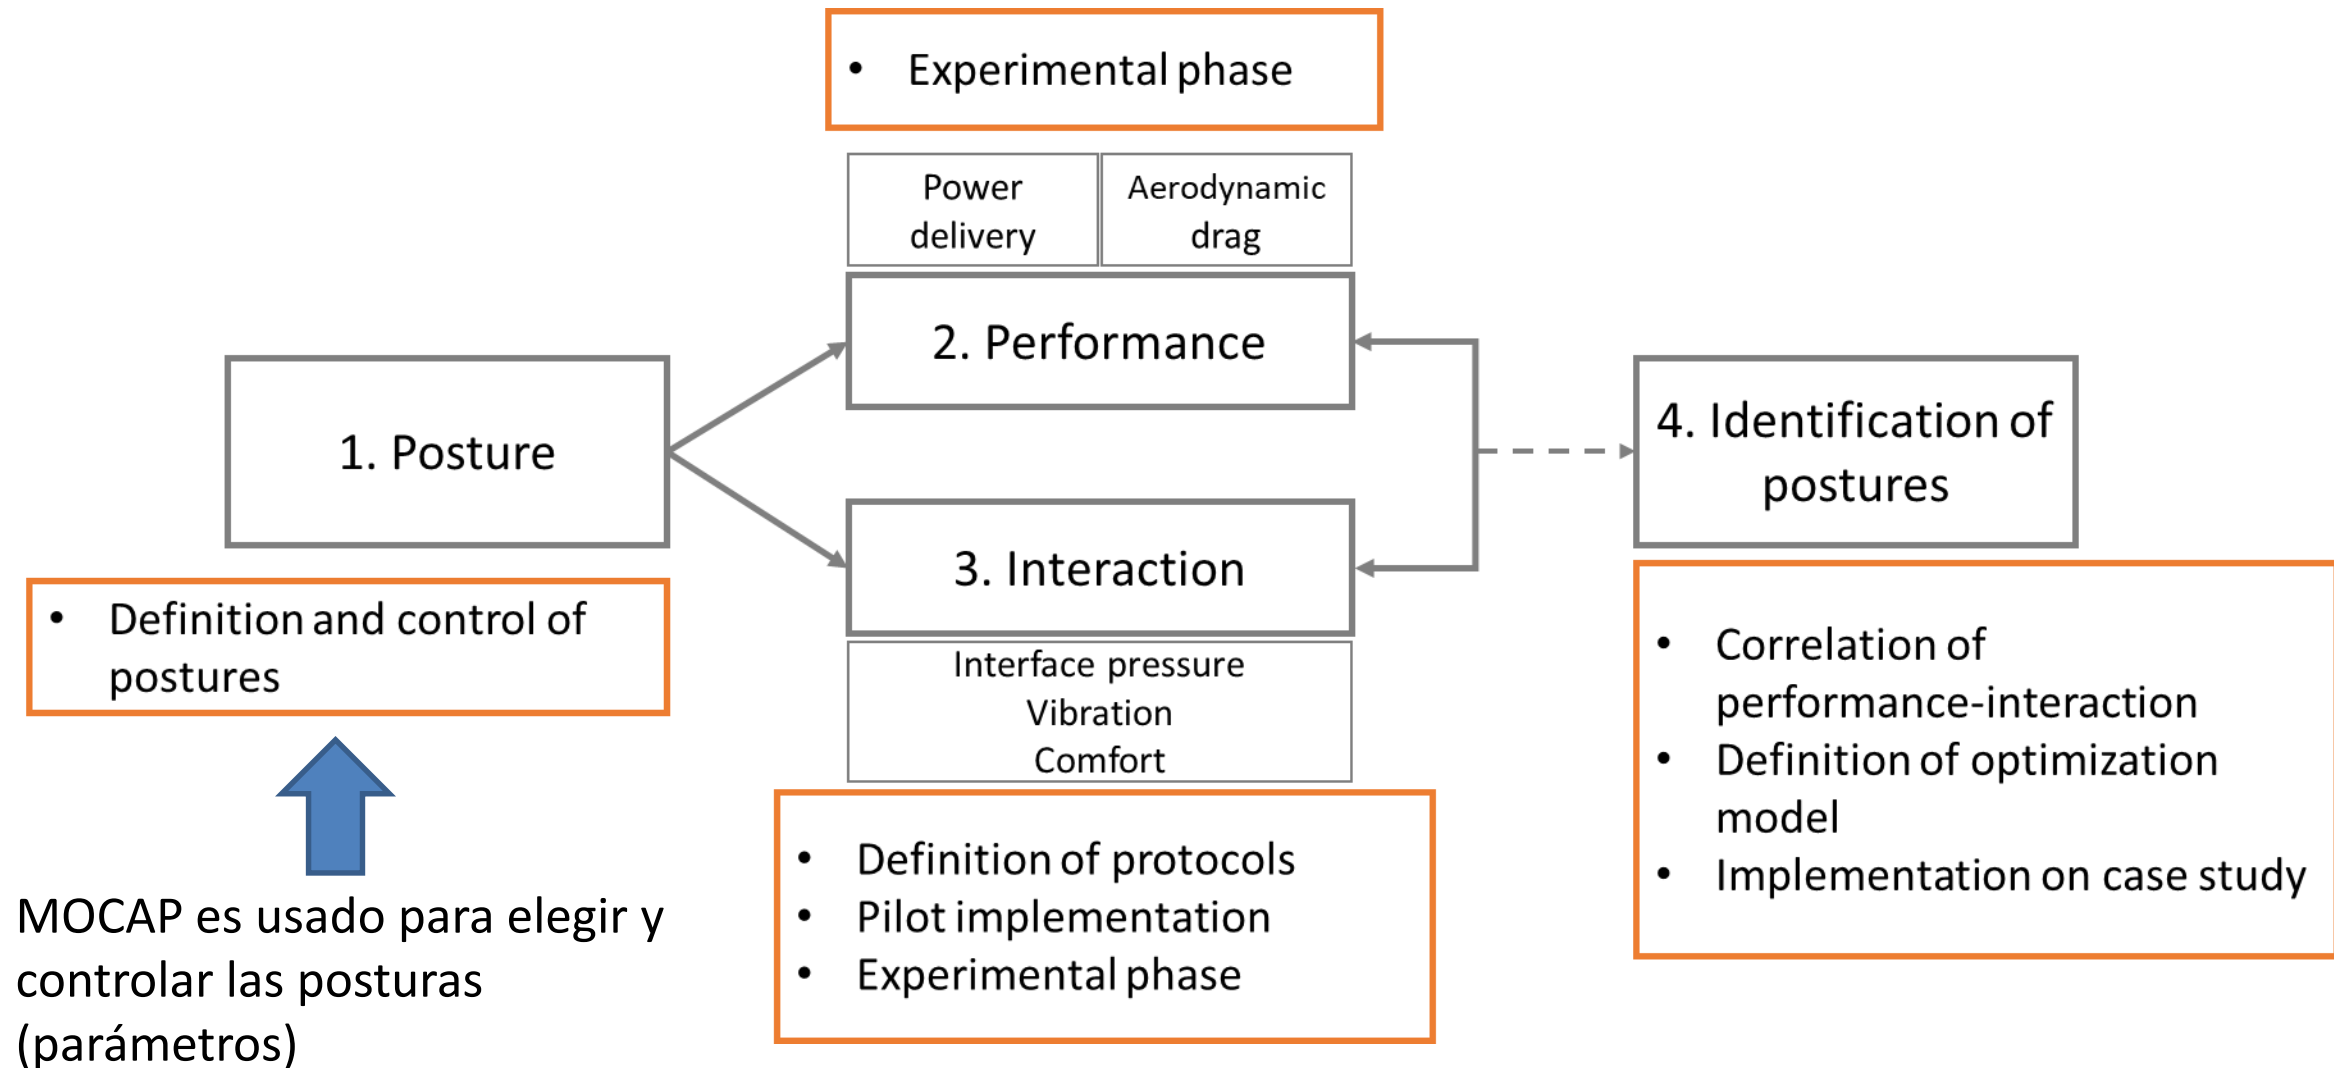 • Experimental phase
Power
delivery
Aerodynamic
drag
2. Performance
1. Posture
4. Identification of
postures
3. Interaction
• Definition and control of
postures
Interface pressure
Vibration
Comfort
• Correlation of
performance-interaction
• Definition of optimization
model
• Implementation on case study
• Definition of protocols
• Pilot implementation
• Experimental phase
MOCAP es usado para elegir y
controlar las posturas
(parámetros)